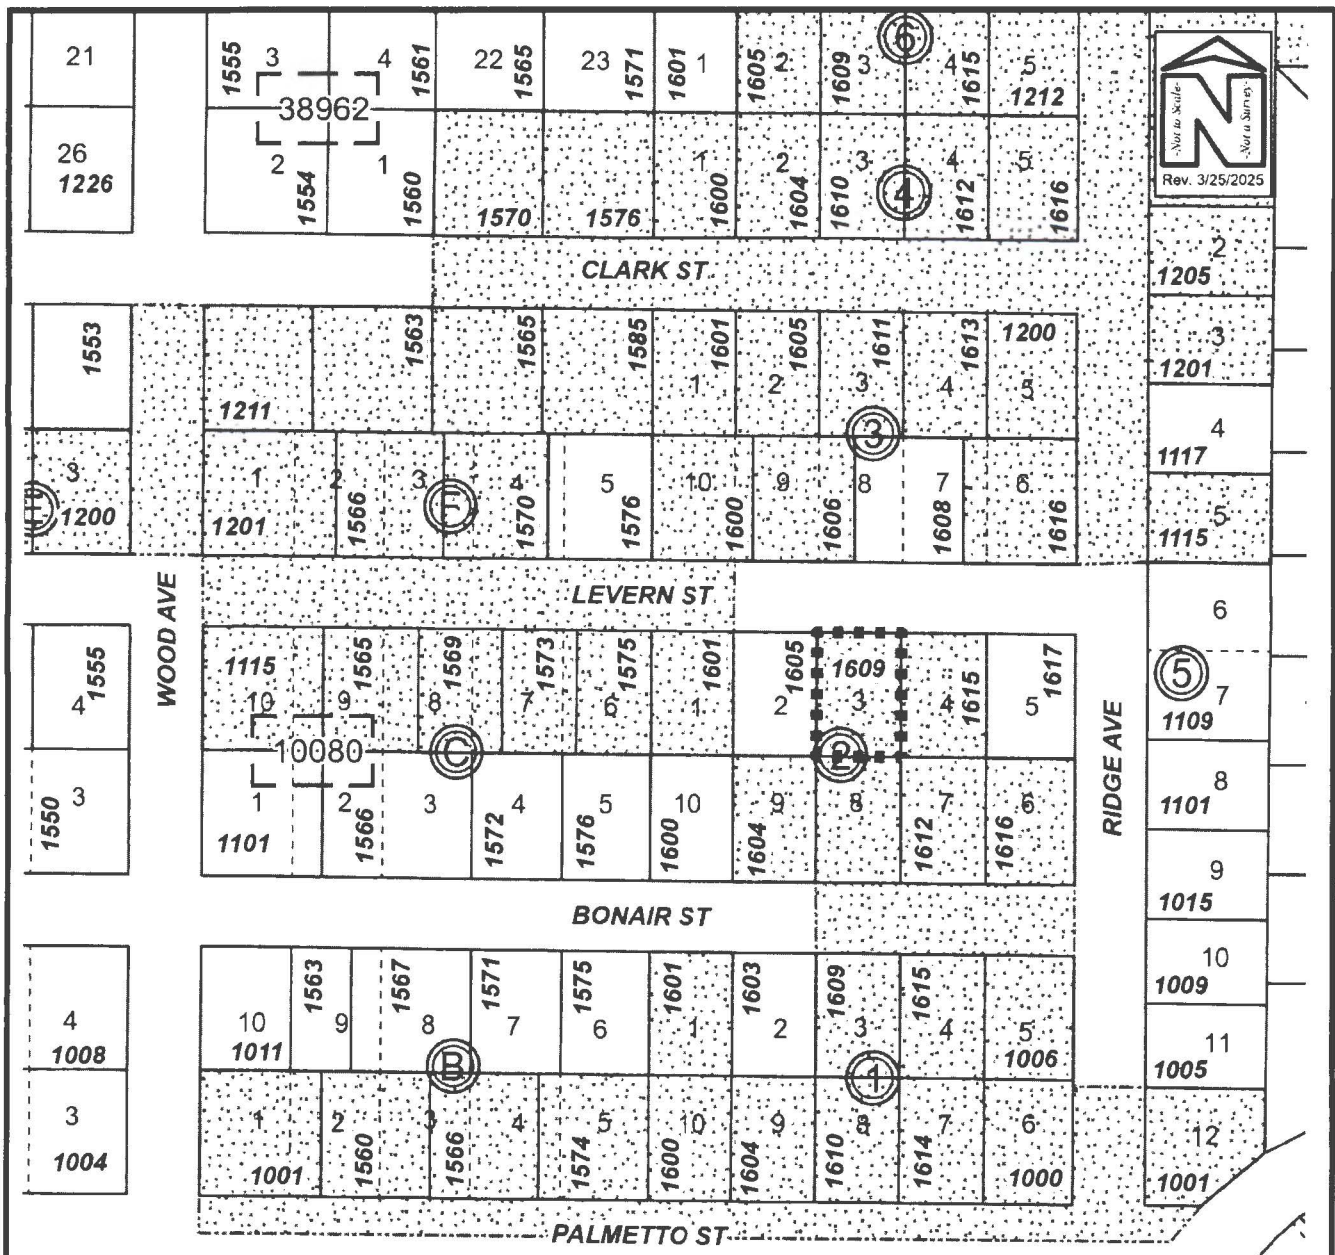 21 1555 3 4 1561 22 1565 23 1571 1601 1 1605 2 1609 3 6 4 1615 5 1212
38962
-Not to Scale- N -Not a Survey-
Rev. 3/25/2025
26 1226 2 1554 1 1560 1570 1576 1 1600 2 1604 1610 3 4 4 1612 5 1616
2 1205
CLARK ST
1553 1211 1563 1565 1585 1 1601 2 1605 3 1611 4 1613 1200 5
3 1201
3
4 1117
3 1200 1 1201 2 1566 3 F 4 1570 5 1576 10 1600 9 1606 8 7 1608 6 1616
5 1115
WOOD AVE
LEVERN ST
6
4 1555 1115 10 9 1565 8 1569 7 1573 6 1575 1 1601 2 1605 1609 3 4 1615 5 1617
5
7 1109
10080 C 2
RIDGE AVE
3 1550 1 1101 2 1566 3 4 1572 5 1576 10 1600 9 1604 8 7 1612 6 1616
8 1101
9 1015
BONAIR ST
10 1009
4 1008 10 1011 1563 9 1567 8 1571 7 1575 6 1601 1 1603 2 1609 3 1615 4 5 1006
11 1005
B 1
3 1004 1 1001 2 1560 3 1566 4 5 1574 10 1600 9 1604 8 1610 7 1614 6 1000
12 1001
PALMETTO ST